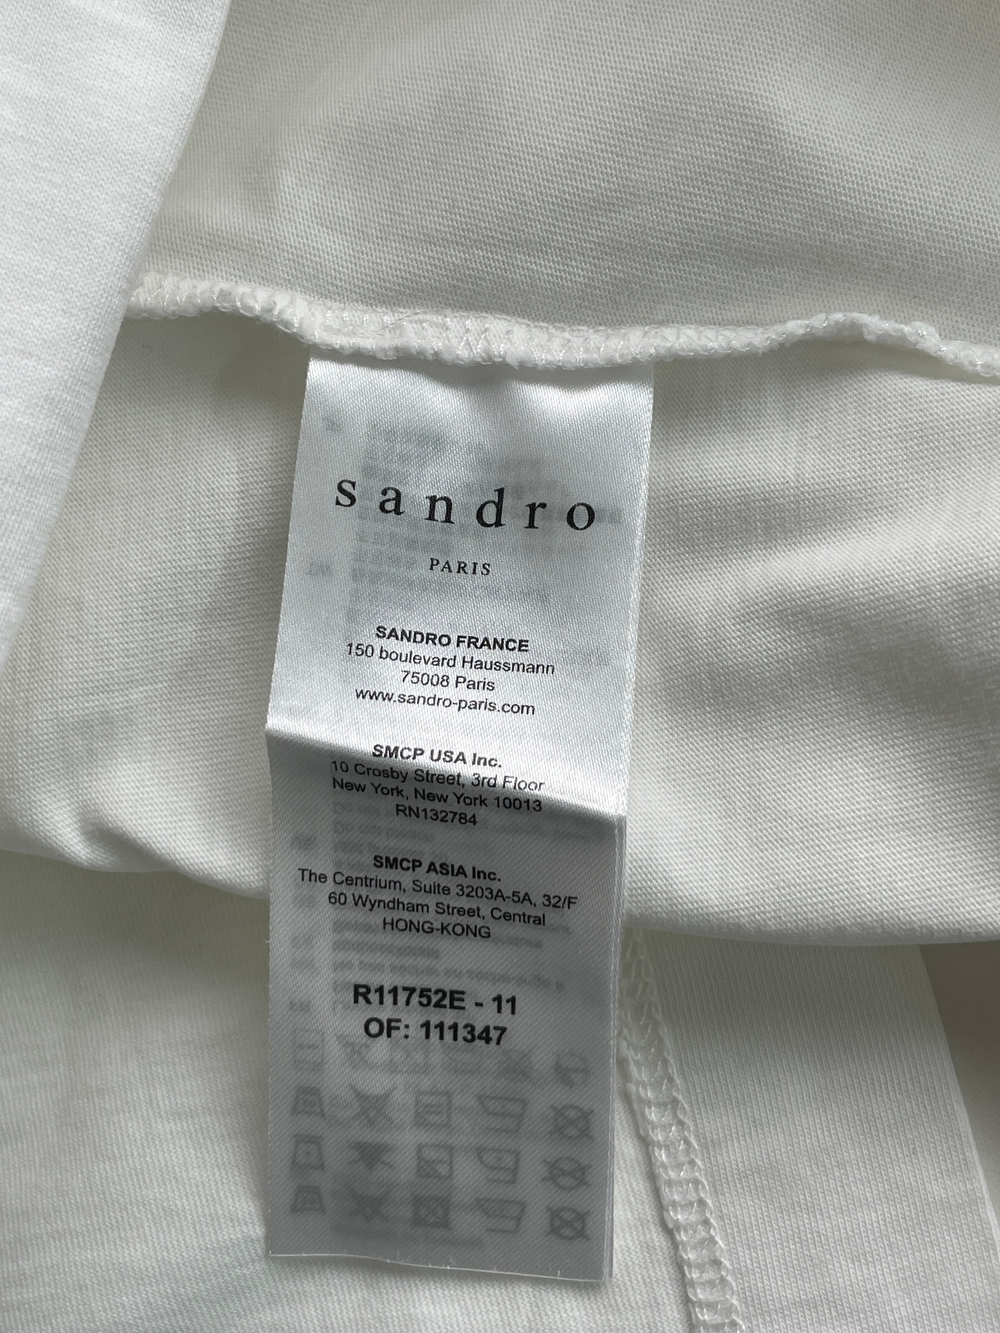 sandro
PARIS
SANDRO FRANCE
150 boulevard Haussmann
75008 Paris
www.sandro-paris.com
SMCP USA Inc.
10 Crosby Street, 3rd Floor
New York, New York 10013
RN132784
SMCP ASIA Inc.
The Centrium, Suite 3203A-5A, 32/F
60 Wyndham Street, Central
HONG-KONG
R11752E - 11
OF: 111347